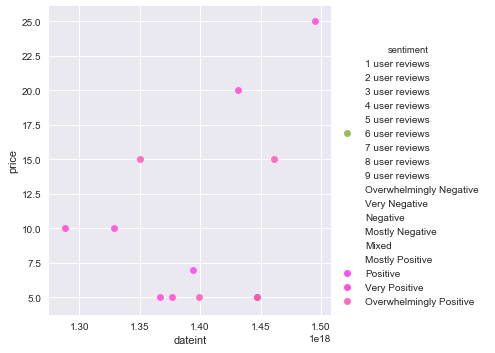 sentiment
1 user reviews
2 user reviews
3 user reviews
4 user reviews
5 user reviews
6 user reviews
7 user reviews
8 user reviews
9 user reviews
Overwhelmingly Negative
Very Negative
Negative
Mostly Negative
Mixed
Mostly Positive
Positive
Very Positive
Overwhelmingly Positive
price
25.0
22.5
20.0
17.5
15.0
12.5
10.0
7.5
5.0
1.30 1.35 1.40 1.45 1.50
1e18
dateint